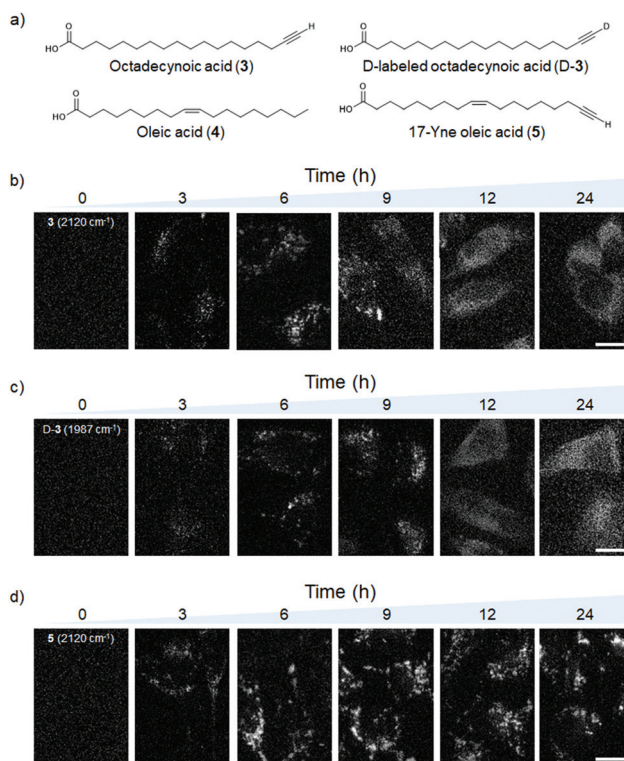 a)
O
HO
H
Octadecynoic acid (3)
O
HO
D
D-labeled octadecynoic acid (D-3)
O
HO
Oleic acid (4)
O
HO
H
17-Yne oleic acid (5)
b)
Time (h)
0 3 6 9 12 24
3 (2120 cm⁻¹)
c)
Time (h)
0 3 6 9 12 24
D-3 (1987 cm⁻¹)
d)
Time (h)
0 3 6 9 12 24
5 (2120 cm⁻¹)